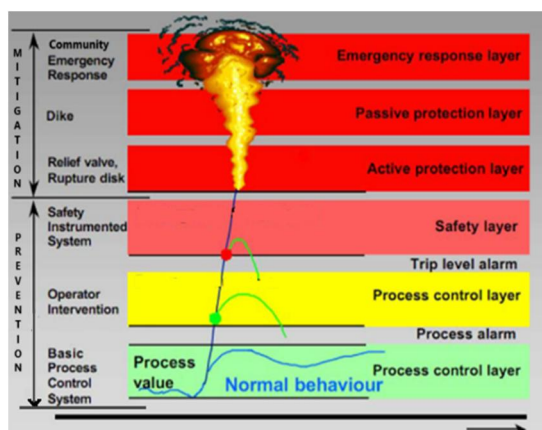 MITIGATION
Community
Emergency
Response
Emergency response layer
Dike
Passive protection layer
Relief valve,
Rupture disk
Active protection layer
PREVENTION
Safety
Instrumented
System
Safety layer
Trip level alarm
Operator
Intervention
Process control layer
Process alarm
Basic
Process
Control
System
Process
value
Normal behaviour
Process control layer